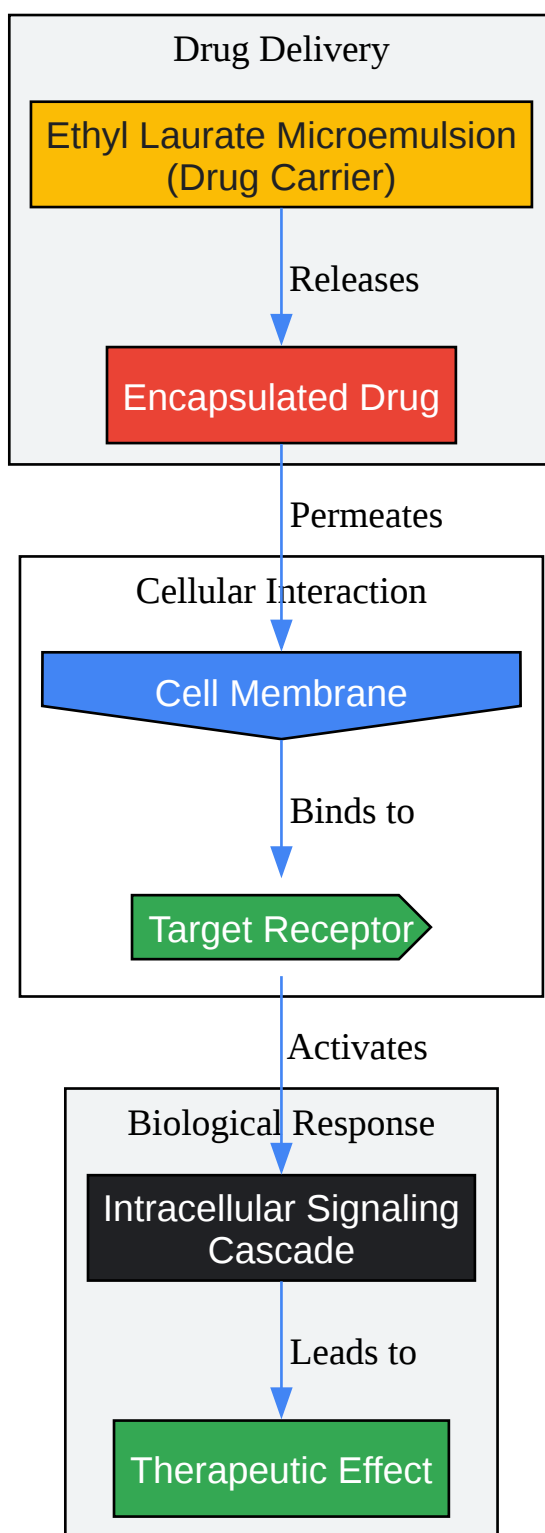 Drug Delivery
Ethyl Laurate Microemulsion
(Drug Carrier)
Releases
Encapsulated Drug
Permeates
Cellular Interaction
Cell Membrane
Binds to
Target Receptor
Activates
Biological Response
Intracellular Signaling
Cascade
Leads to
Therapeutic Effect